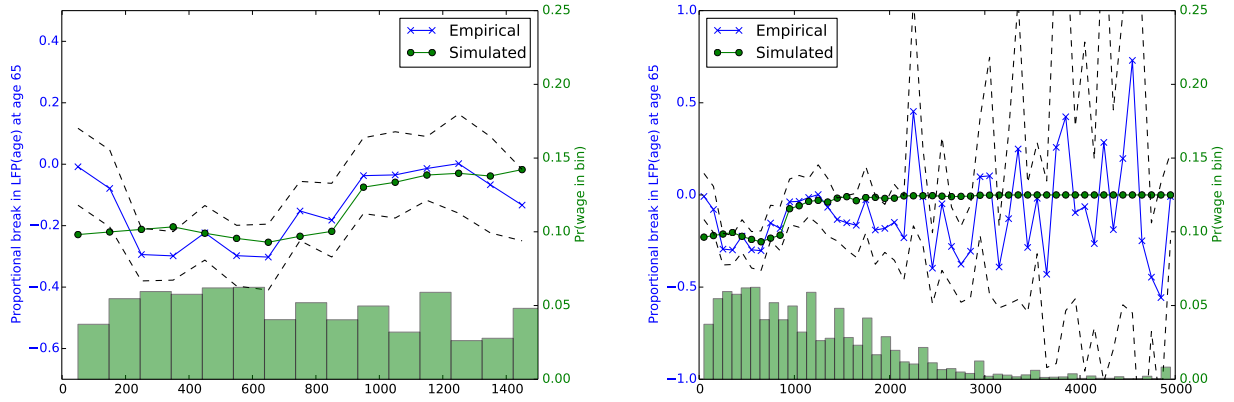 Empirical
Simulated
Proportional break in LFP(age) at age 65
0.4
0.2
0.0
−0.2
−0.4
−0.6
0.25
0.20
0.15
0.10
0.05
0.00
Pr(wage in bin)
0 200 400 600 800 1000 1200 1400
Empirical
Simulated
Proportional break in LFP(age) at age 65
1.0
0.5
0.0
−0.5
−1.0
0.25
0.20
0.15
0.10
0.05
0.00
Pr(wage in bin)
0 1000 2000 3000 4000 5000